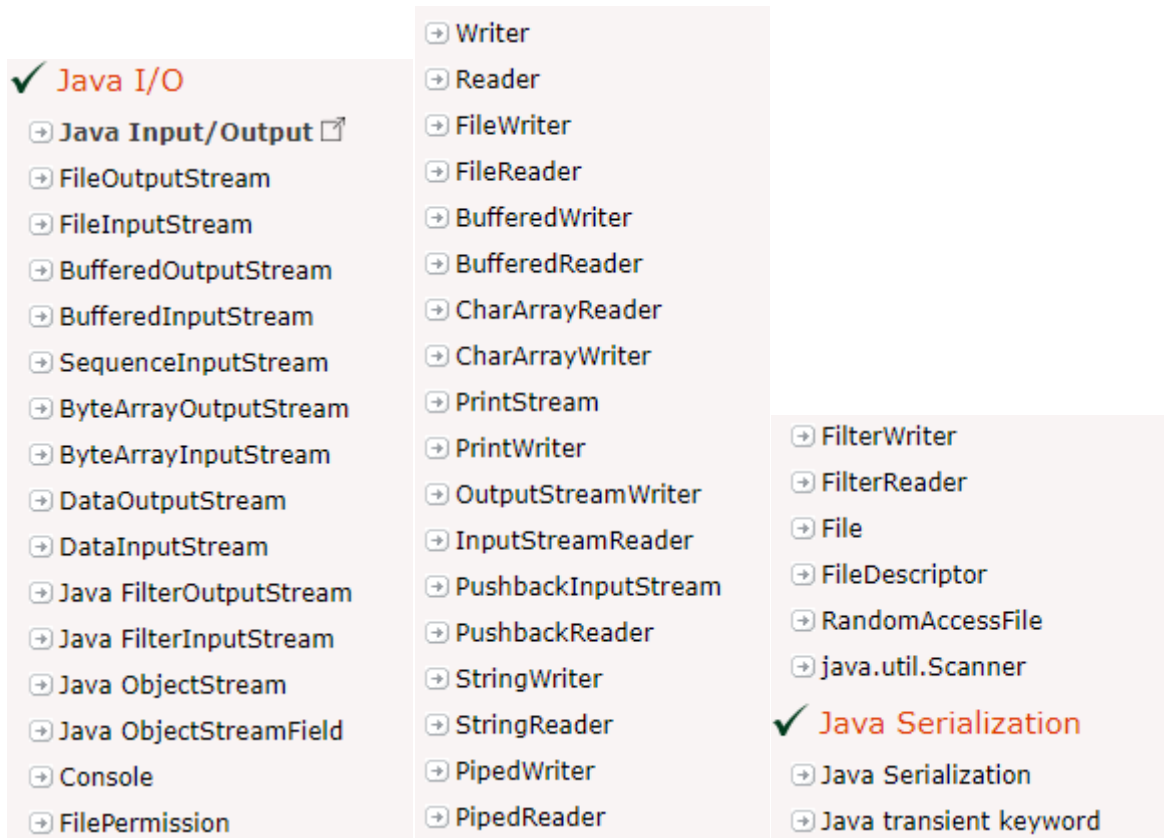 Java I/O
Java Input/Output
FileOutputStream
FileInputStream
BufferedOutputStream
BufferedInputStream
SequenceInputStream
ByteArrayOutputStream
ByteArrayInputStream
DataOutputStream
DataInputStream
Java FilterOutputStream
Java FilterInputStream
Java ObjectStream
Java ObjectStreamField
Console
FilePermission
Writer
Reader
FileWriter
FileReader
BufferedWriter
BufferedReader
CharArrayReader
CharArrayWriter
PrintStream
PrintWriter
OutputStreamWriter
InputStreamReader
PushbackInputStream
PushbackReader
StringWriter
StringReader
PipedWriter
PipedReader
FilterWriter
FilterReader
File
FileDescriptor
RandomAccessFile
java.util.Scanner
Java Serialization
Java Serialization
Java transient keyword